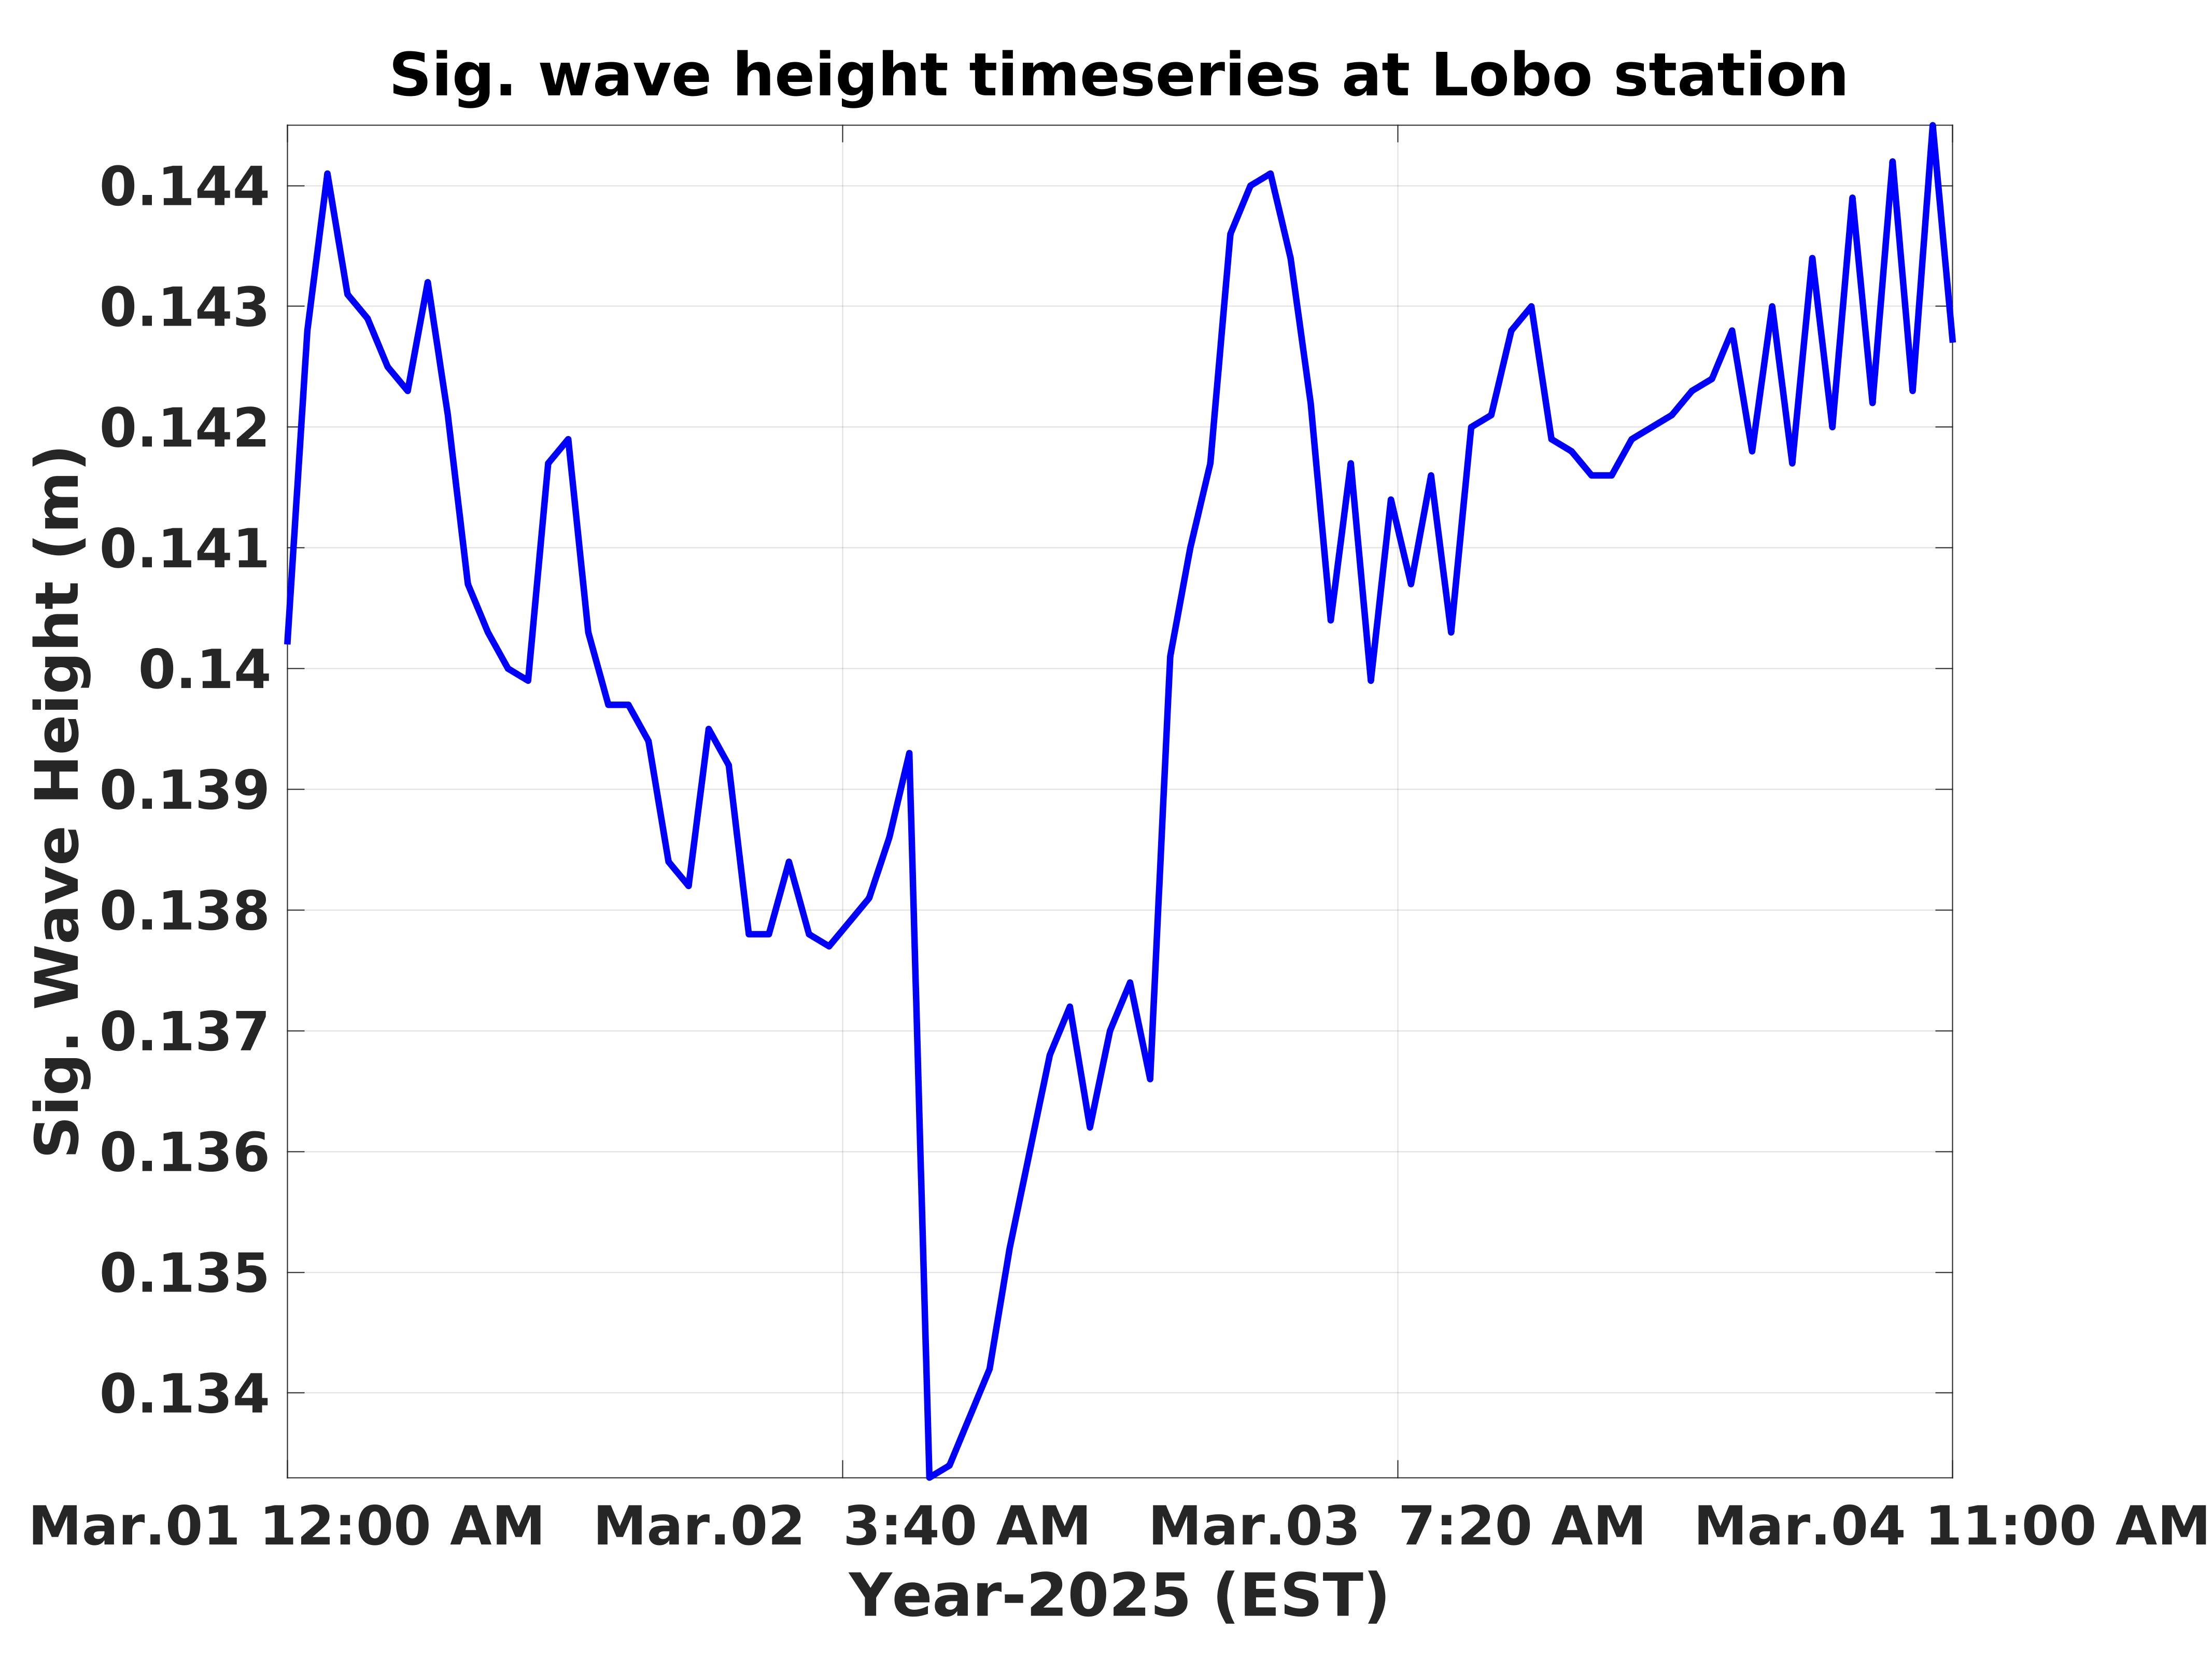 Sig. wave height timeseries at Lobo station
Sig. Wave Height (m)
0.144
0.143
0.142
0.141
0.14
0.139
0.138
0.137
0.136
0.135
0.134
Mar.01 12:00 AM Mar.02 3:40 AM Mar.03 7:20 AM Mar.04 11:00 AM
Year-2025 (EST)